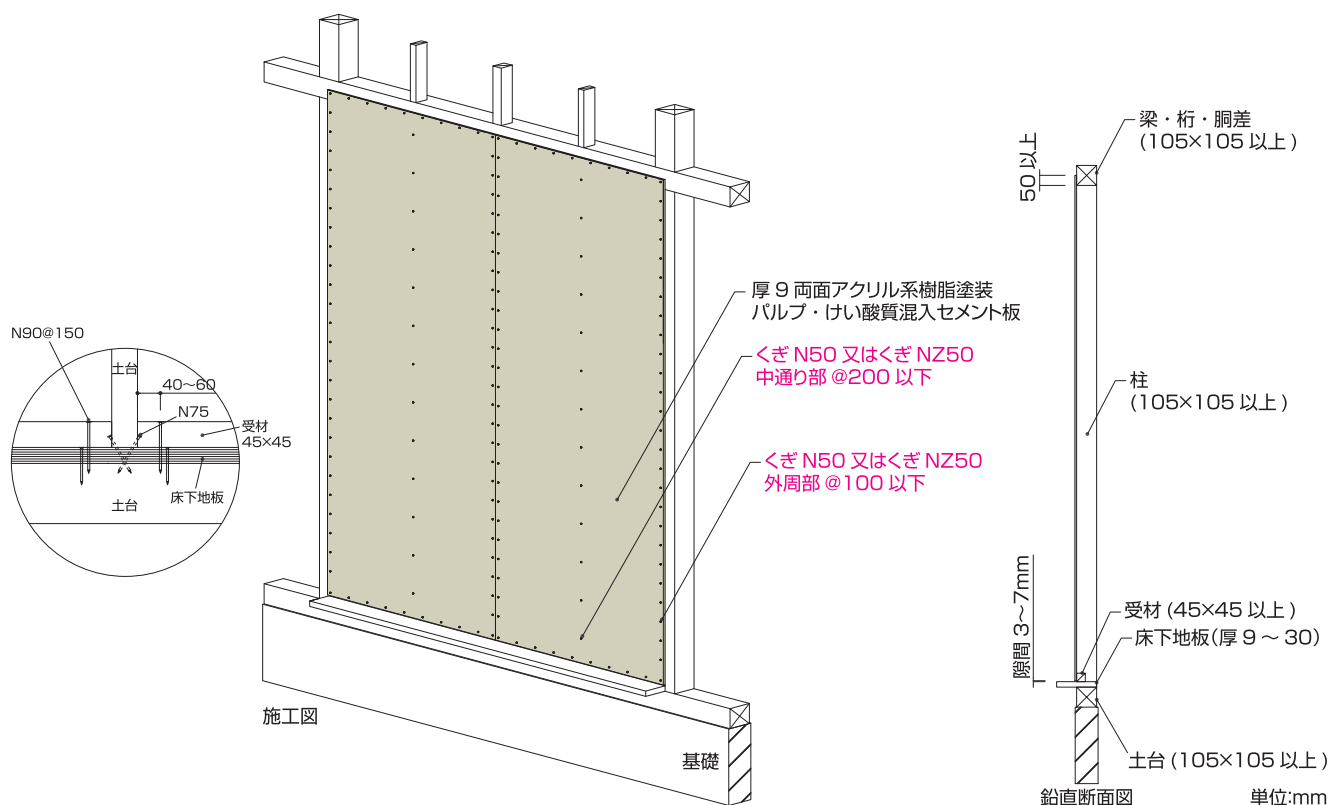 N90@150
土台
40～60
N75
受材
45×45
床下地板
土台
施工図
基礎
厚 9 両面アクリル系樹脂塗装
パルプ・けい酸質混入セメント板
くぎ N50 又はくぎ NZ50
中通り部 @200 以下
くぎ N50 又はくぎ NZ50
外周部 @100 以下
梁・桁・胴差
(105×105 以上 )
50 以上
柱
(105×105 以上 )
隙間 3～7mm
受材 (45×45 以上 )
床下地板(厚 9 ～ 30)
土台 (105×105 以上 )
鉛直断面図
単位:mm